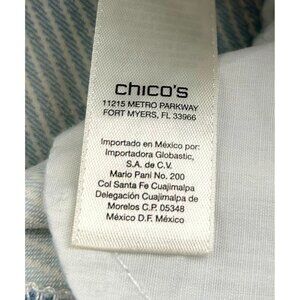 chico's
11215 METRO PARKWAY
FORT MYERS, FL 33966
Importado en México por:
Importadora Globastic,
S.A. de C.V.
Mario Pani No. 200
Col Santa Fe Cuajimalpa
Delegación Cuajimalpa de
Morelos C.P. 05348
México D.F. México